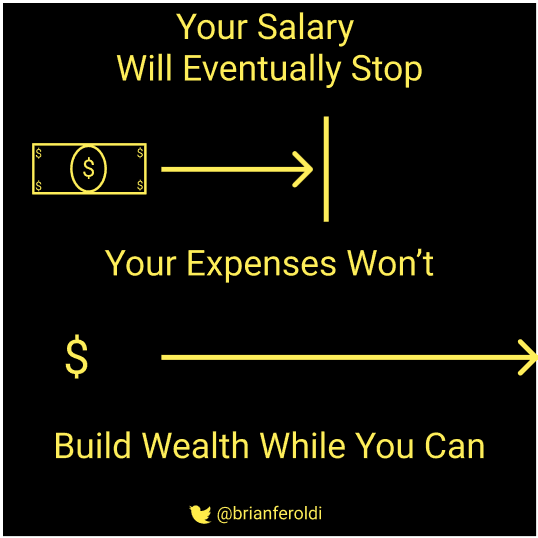 Your Salary
Will Eventually Stop
$ $
$
$ $
Your Expenses Won’t
$
Build Wealth While You Can
@brianferoldi